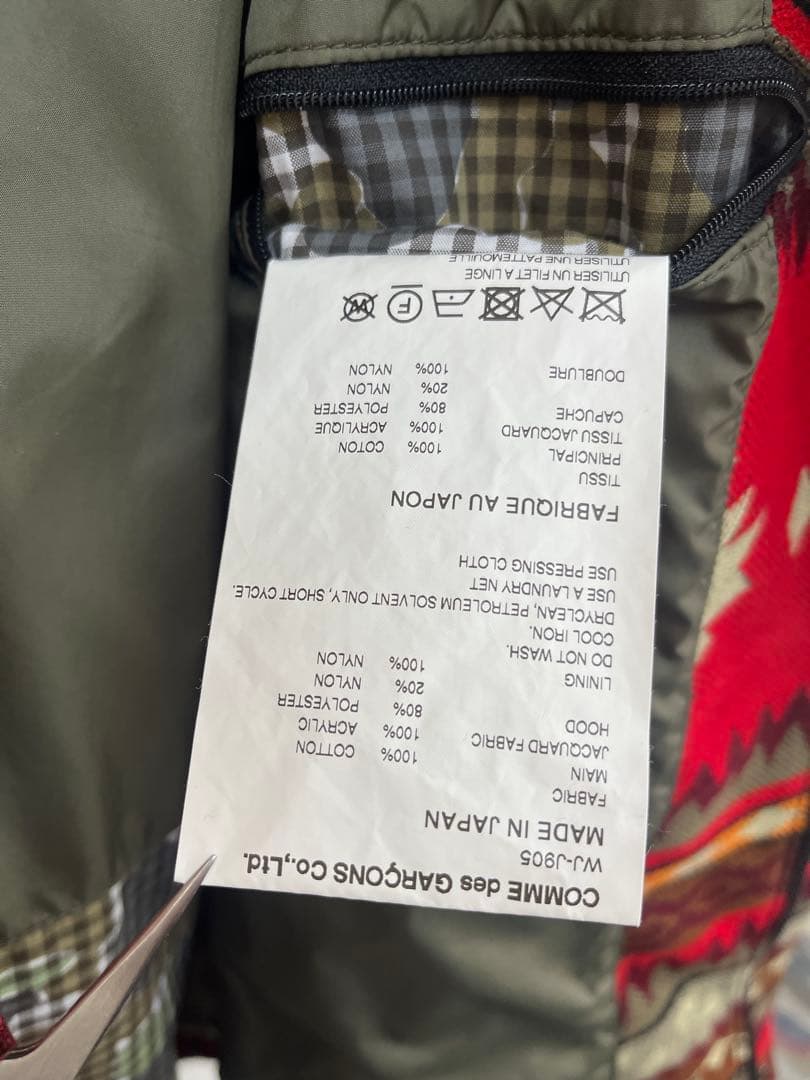 COMME des GARÇONS Co.,Ltd.
WJ-J905
MADE IN JAPAN
FABRIC
MAIN 100% COTTON
JACQUARD FABRIC 100% ACRYLIC
HOOD 80% POLYESTER
20% NYLON
LINING 100% NYLON
DO NOT WASH.
COOL IRON.
DRYCLEAN, PETROLEUM SOLVENT ONLY, SHORT CYCLE.
USE A LAUNDRY NET
USE PRESSING CLOTH
FABRIQUE AU JAPON
TISSU
PRINCIPAL 100% COTON
TISSU JACQUARD 100% ACRYLIQUE
CAPUCHE 80% POLYESTER
20% NYLON
DOUBLURE 100% NYLON
F W
UTILISER UN FILET A LINGE
UTILISER UNE PATTEMOUILLE